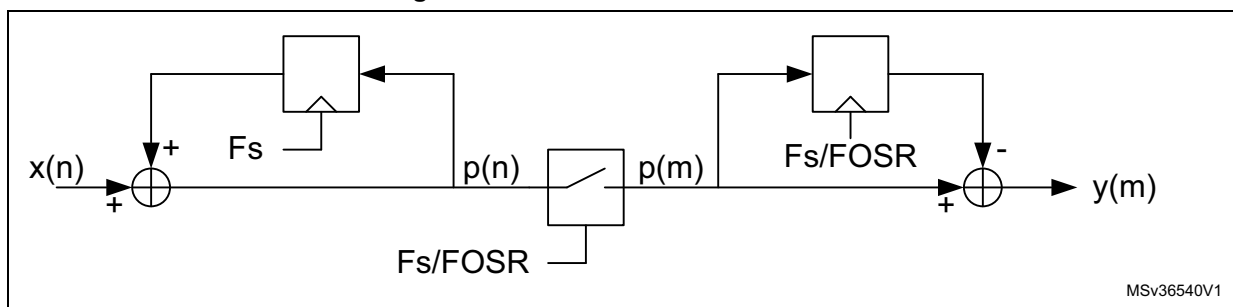 +
Fs
Fs/FOSR
-
x(n)
+
p(n)
p(m)
+
y(m)
Fs/FOSR
MSv36540V1